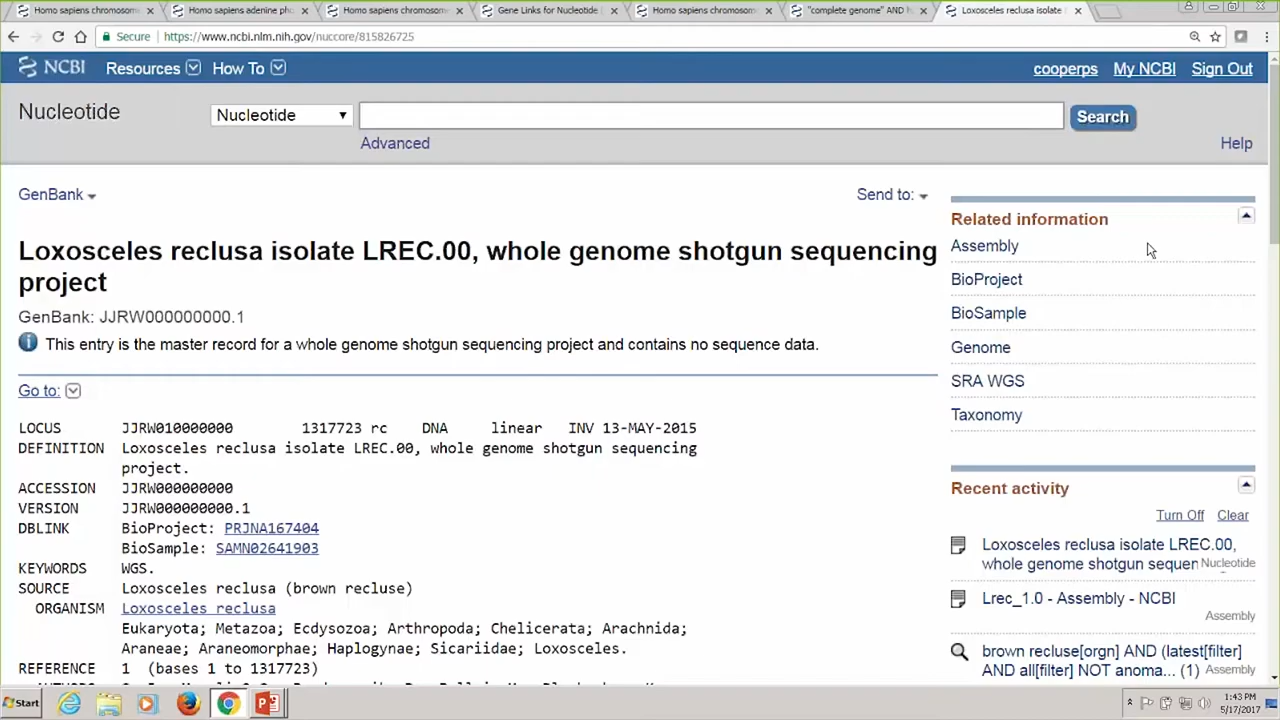 Homo sapiens chromosom
Homo sapiens adenine pho
Homo sapiens chromosom
Gene Links for Nucleotide
Homo sapiens chromosom
"complete genome" AND h
Loxosceles reclusa isolate
Secure
https://www.ncbi.nlm.nih.gov/nuccore/815826725
NCBI Resources How To
cooperps My NCBI Sign Out
Nucleotide
Nucleotide
Search
Advanced
Help
GenBank
Send to:
Loxosceles reclusa isolate LREC.00, whole genome shotgun sequencing
project
GenBank: JJRW000000000.1
This entry is the master record for a whole genome shotgun sequencing project and contains no sequence data.
Go to:
LOCUS JJRW010000000 1317723 rc DNA linear INV 13-MAY-2015
DEFINITION Loxosceles reclusa isolate LREC.00, whole genome shotgun sequencing
project.
ACCESSION JJRW000000000
VERSION JJRW000000000.1
DBLINK BioProject: PRJNA167404
BioSample: SAMN02641903
KEYWORDS WGS.
SOURCE Loxosceles reclusa (brown recluse)
ORGANISM Loxosceles reclusa
Eukaryota; Metazoa; Ecdysozoa; Arthropoda; Chelicerata; Arachnida;
Araneae; Araneomorphae; Haplogynae; Sicariidae; Loxosceles.
REFERENCE 1 (bases 1 to 1317723)
Related information
Assembly
BioProject
BioSample
Genome
SRA WGS
Taxonomy
Recent activity
Turn Off Clear
Loxosceles reclusa isolate LREC.00,
whole genome shotgun sequen
Nucleotide
Lrec_1.0 - Assembly - NCBI
Assembly
brown recluse[orgn] AND (latest[filter]
AND all[filter] NOT anoma... (1)
Assembly
Start
1:43 PM
5/17/2017